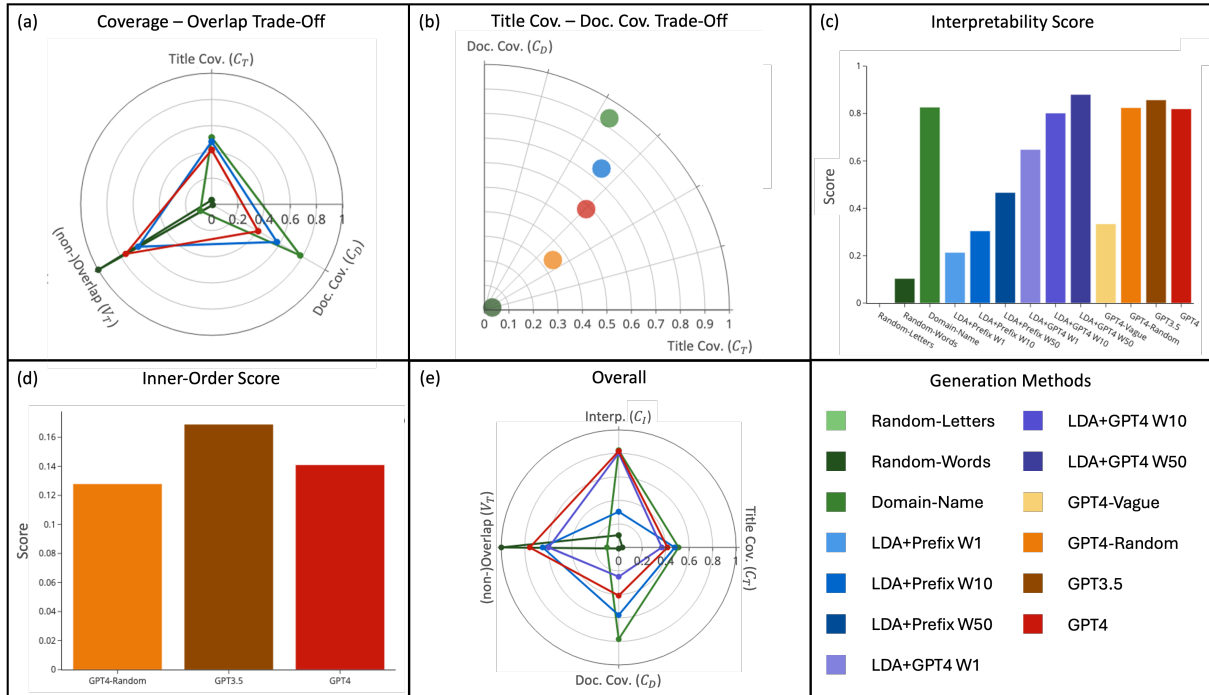 (a) Coverage – Overlap Trade-Off
Title Cov. (C_T)
0 0.2 0.4 0.6 0.8 1
(non-)Overlap (V_T)
Doc. Cov. (C_D)
(b) Title Cov. – Doc. Cov. Trade-Off
Doc. Cov. (C_D)
0 0.1 0.2 0.3 0.4 0.5 0.6 0.7 0.8 0.9 1
Title Cov. (C_T)
(c) Interpretability Score
1
0.8
0.6
0.4
0.2
0
Score
Random-Letters
Random-Words
Domain-Name
LDA+Prefix W1
LDA+Prefix W10
LDA+Prefix W50
LDA+GPT4 W1
LDA+GPT4 W10
LDA+GPT4 W50
GPT4-Vague
GPT4-Random
GPT3.5
GPT4
(d) Inner-Order Score
0.16
0.14
0.12
0.1
0.08
0.06
0.04
0.02
0
Score
GPT4-Random
GPT3.5
GPT4
(e) Overall
Interp. (C_I)
(non-)Overlap (V_T)
0 0.2 0.4 0.6 0.8 1
Title Cov. (C_T)
Doc. Cov. (C_D)
Generation Methods
Random-Letters
Random-Words
Domain-Name
LDA+Prefix W1
LDA+Prefix W10
LDA+Prefix W50
LDA+GPT4 W1
LDA+GPT4 W10
LDA+GPT4 W50
GPT4-Vague
GPT4-Random
GPT3.5
GPT4